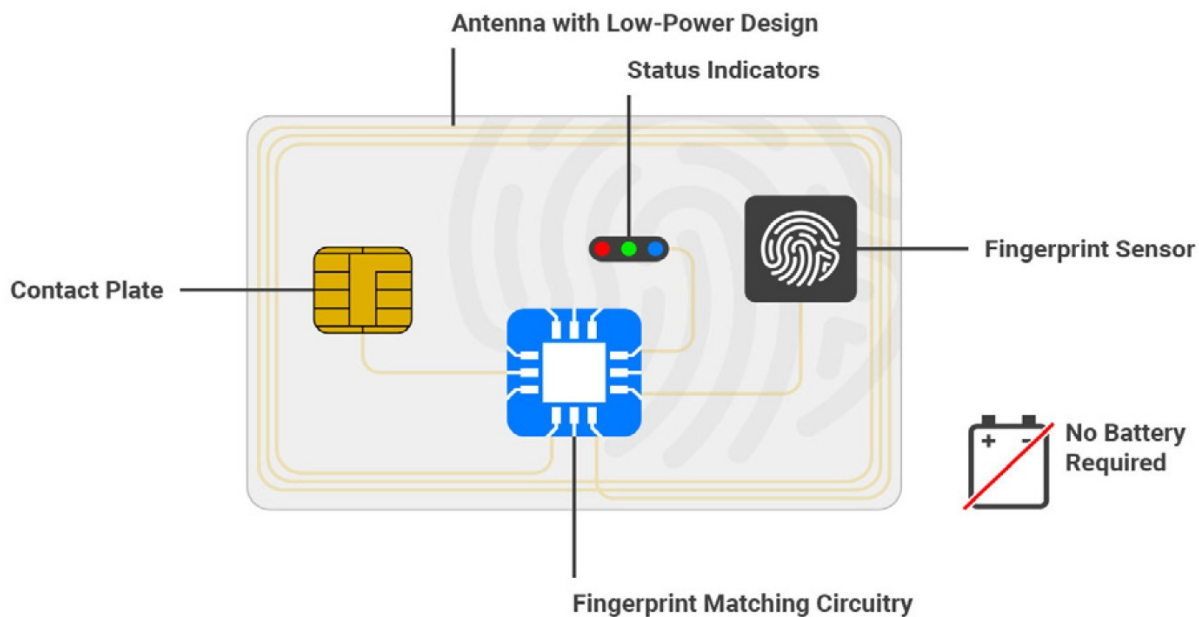 Antenna with Low-Power Design
Status Indicators
Fingerprint Sensor
Contact Plate
No Battery
Required
Fingerprint Matching Circuitry